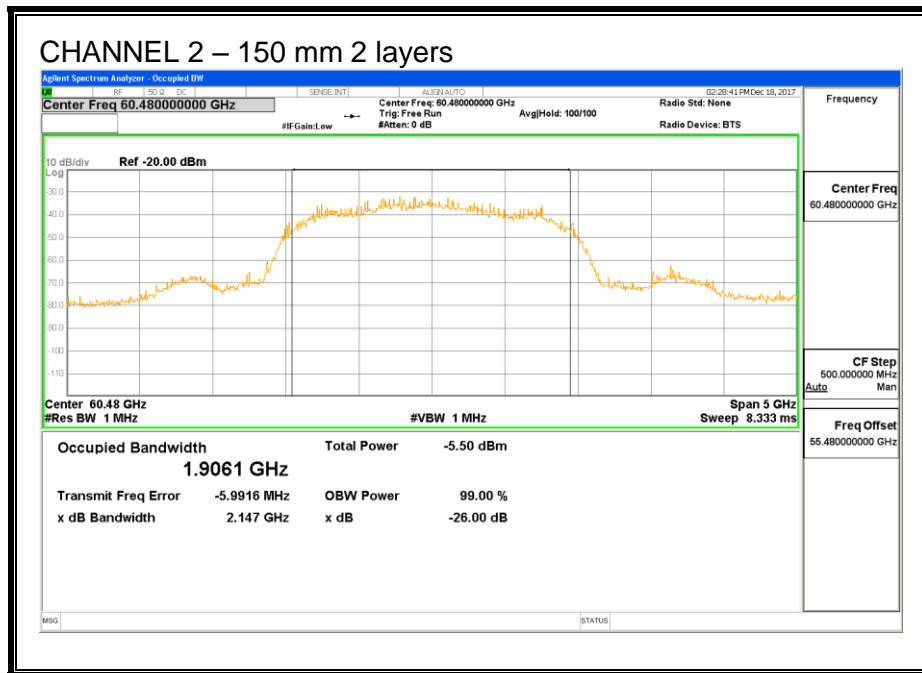 CHANNEL 2 – 150 mm 2 layers
Agilent Spectrum Analyzer - Occupied BW
LXI RF 50 Ω DC SENSE:INT ALIGN AUTO 02:28:41 PM Dec 18, 2017
Center Freq 60.480000000 GHz
Center Freq: 60.480000000 GHz
Radio Std: None
Trig: Free Run Avg|Hold: 100/100
#IFGain:Low #Atten: 0 dB Radio Device: BTS
10 dB/div Ref -20.00 dBm
Log
-30.0
-40.0
-50.0
-60.0
-70.0
-80.0
-90.0
-100
-110
Center 60.48 GHz Span 5 GHz
#Res BW 1 MHz #VBW 1 MHz Sweep 8.333 ms
Occupied Bandwidth Total Power -5.50 dBm
1.9061 GHz
Transmit Freq Error -5.9916 MHz OBW Power 99.00 %
x dB Bandwidth 2.147 GHz x dB -26.00 dB
MSG STATUS
Frequency
Center Freq
60.480000000 GHz
CF Step
500.000000 MHz
Auto Man
Freq Offset
55.480000000 GHz